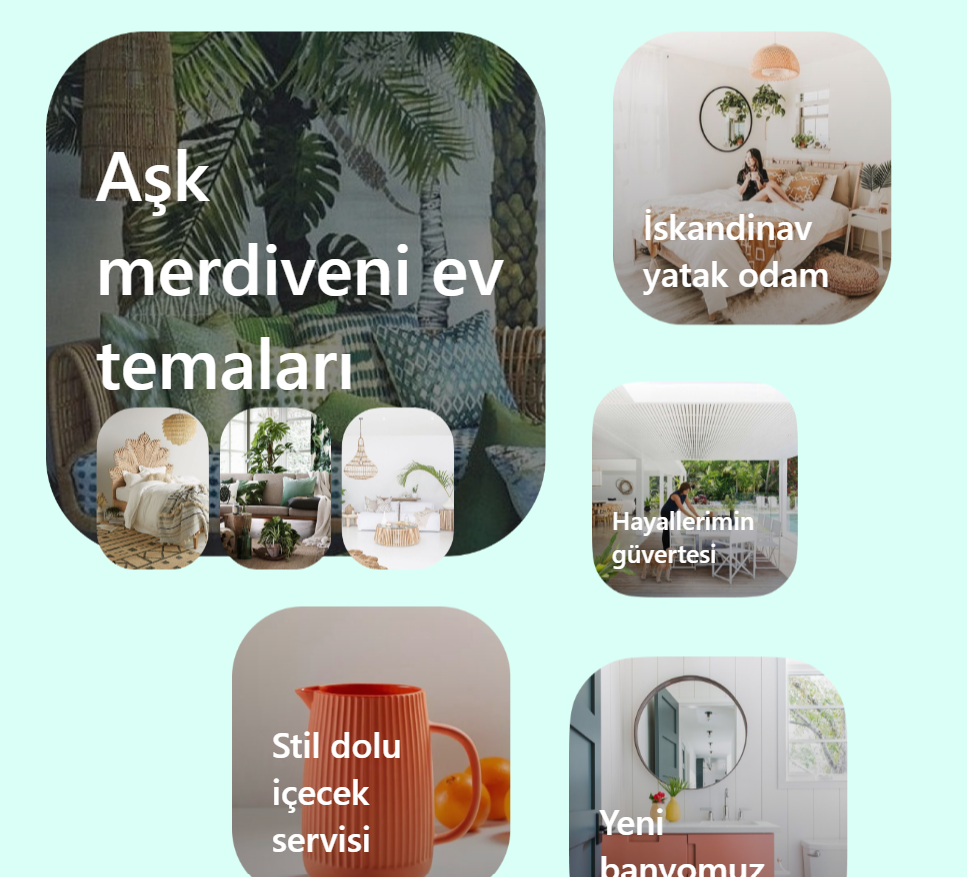 Aşk
merdiveni ev
temaları
İskandinav
yatak odam
Hayallerimin
güvertesi
Stil dolu
içecek
servisi
Yeni
banyomuz